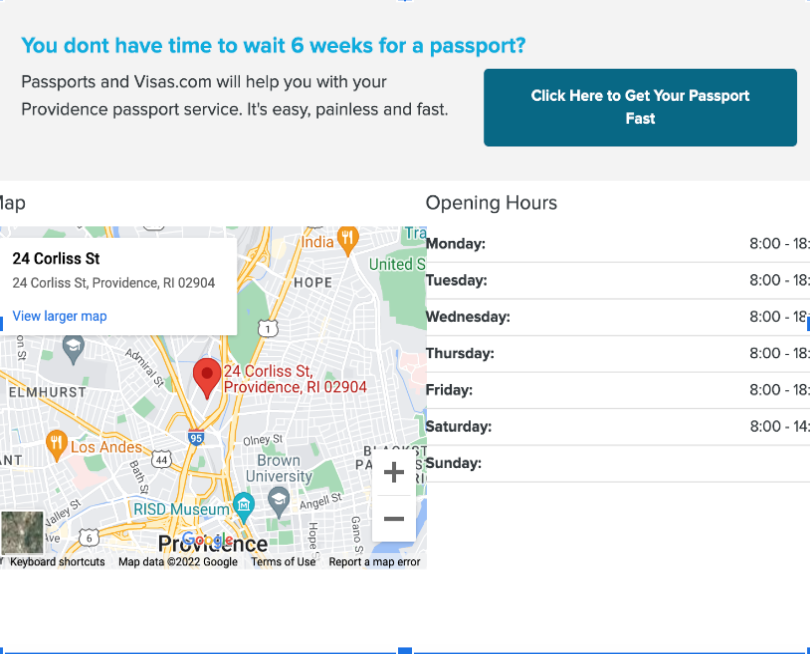 You dont have time to wait 6 weeks for a passport?
Passports and Visas.com will help you with your
Providence passport service. It's easy, painless and fast.
Click Here to Get Your Passport
Fast
Map
24 Corliss St
24 Corliss St, Providence, RI 02904
View larger map
India
Tra
United S
HOPE
1
on St
Admiral St
24 Corliss St,
Providence, RI 02904
ELMHURST
95
Olney St
Los Andes
44
ANT
Bath St
Brown
University
BLACKST
PA
RI
RISD Museum
Angell St
Valley St
Ave
6
Hope St
Gano S
Providence
Google
Keyboard shortcuts
Map data ©2022 Google
Terms of Use
Report a map error
Opening Hours
Monday: 8:00 - 18:
Tuesday: 8:00 - 18:
Wednesday: 8:00 - 18:
Thursday: 8:00 - 18:
Friday: 8:00 - 18:
Saturday: 8:00 - 14:
Sunday: